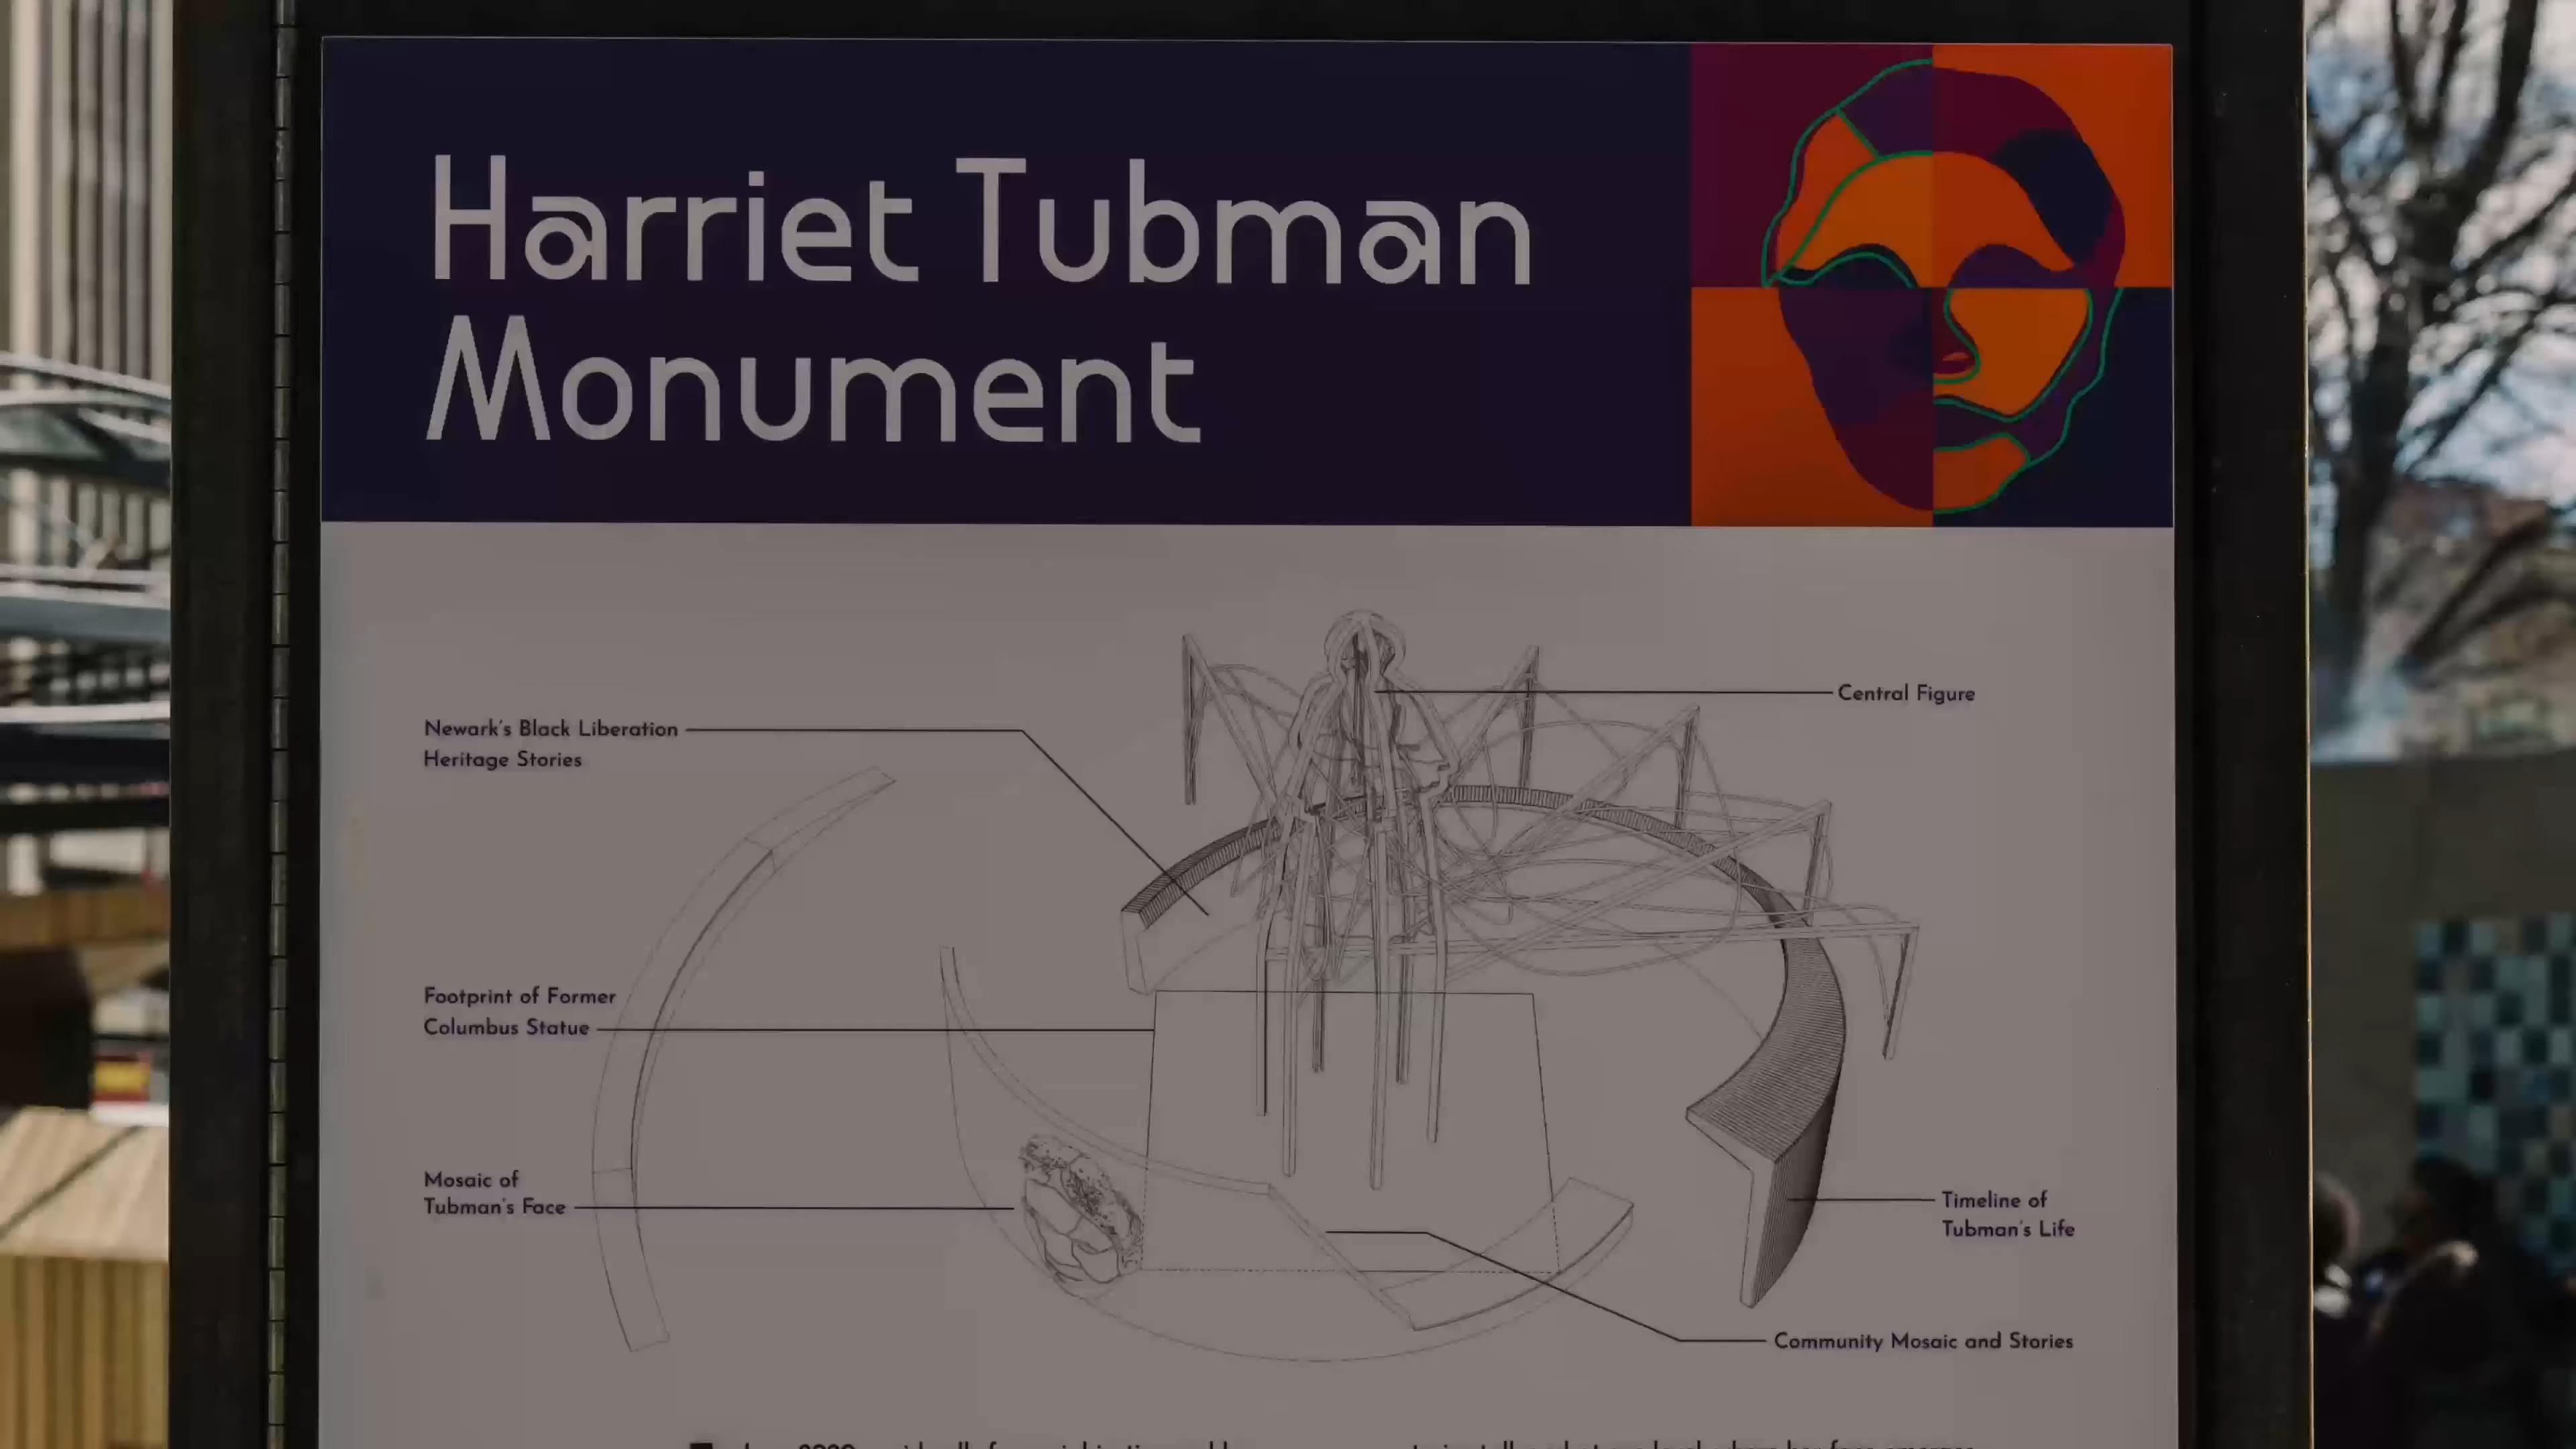 Harriet Tubman
Monument
Central Figure
Newark's Black Liberation
Heritage Stories
Footprint of Former
Columbus Statue
Mosaic of
Tubman's Face
Timeline of
Tubman's Life
Community Mosaic and Stories